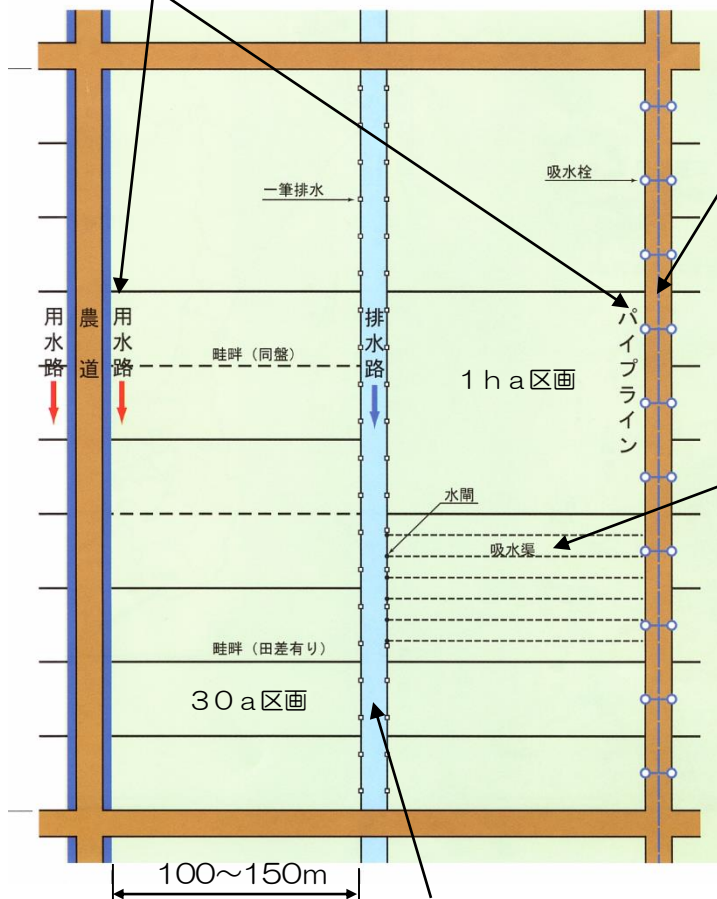 一筆排水
吸水栓
用水路
農道
用水路
排水路
パイプライン
畦畔（同盤）
1ｈａ区画
水閘
吸水渠
畦畔（田差有り）
30ａ区画
100～150m